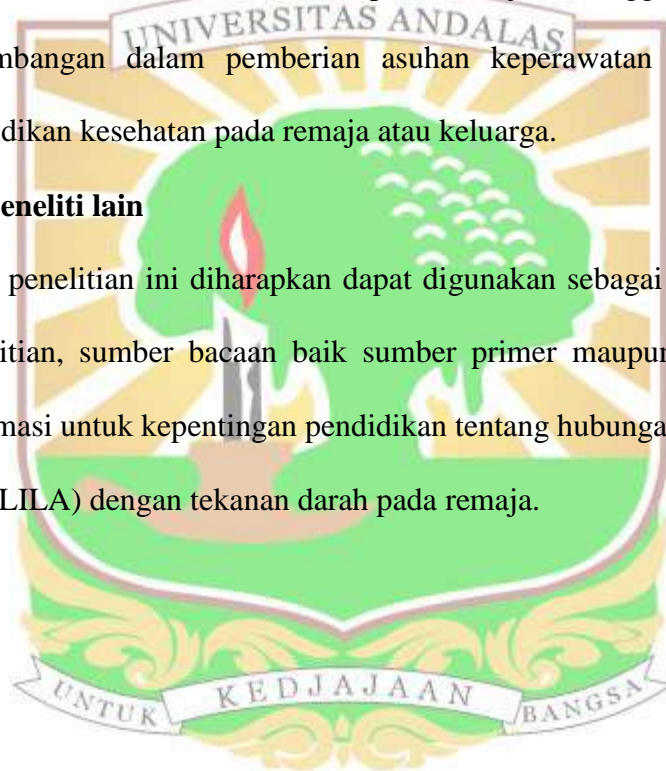 UNIVERSITAS ANDALAS
mbangan dalam pemberian asuhan keperawatan
dikan kesehatan pada remaja atau keluarga.
eneliti lain
penelitian ini diharapkan dapat digunakan sebagai
itian, sumber bacaan baik sumber primer maupun
masi untuk kepentingan pendidikan tentang hubunga
LILA) dengan tekanan darah pada remaja.
UNTUK KEDJAJAAN BANGSA